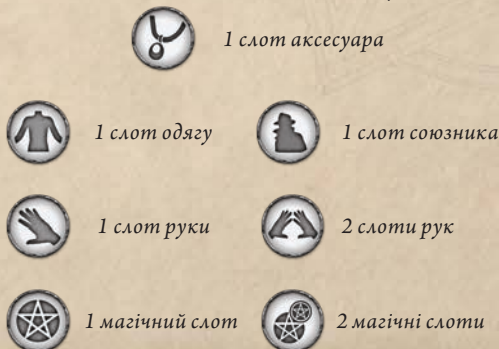 1 слот аксесуара
1 слот одягу
1 слот союзника
1 слот руки
2 слоти рук
1 магічний слот
2 магічні слоти